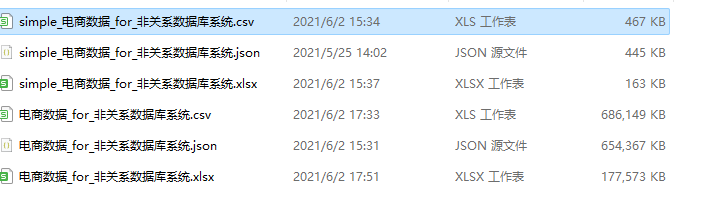 simple_电商数据_for_非关系数据库系统.csv 2021/6/2 15:34 XLS 工作表 467 KB
simple_电商数据_for_非关系数据库系统.json 2021/5/25 14:02 JSON 源文件 445 KB
simple_电商数据_for_非关系数据库系统.xlsx 2021/6/2 15:37 XLSX 工作表 163 KB
电商数据_for_非关系数据库系统.csv 2021/6/2 17:33 XLS 工作表 686,149 KB
电商数据_for_非关系数据库系统.json 2021/6/2 15:31 JSON 源文件 654,367 KB
电商数据_for_非关系数据库系统.xlsx 2021/6/2 17:51 XLSX 工作表 177,573 KB